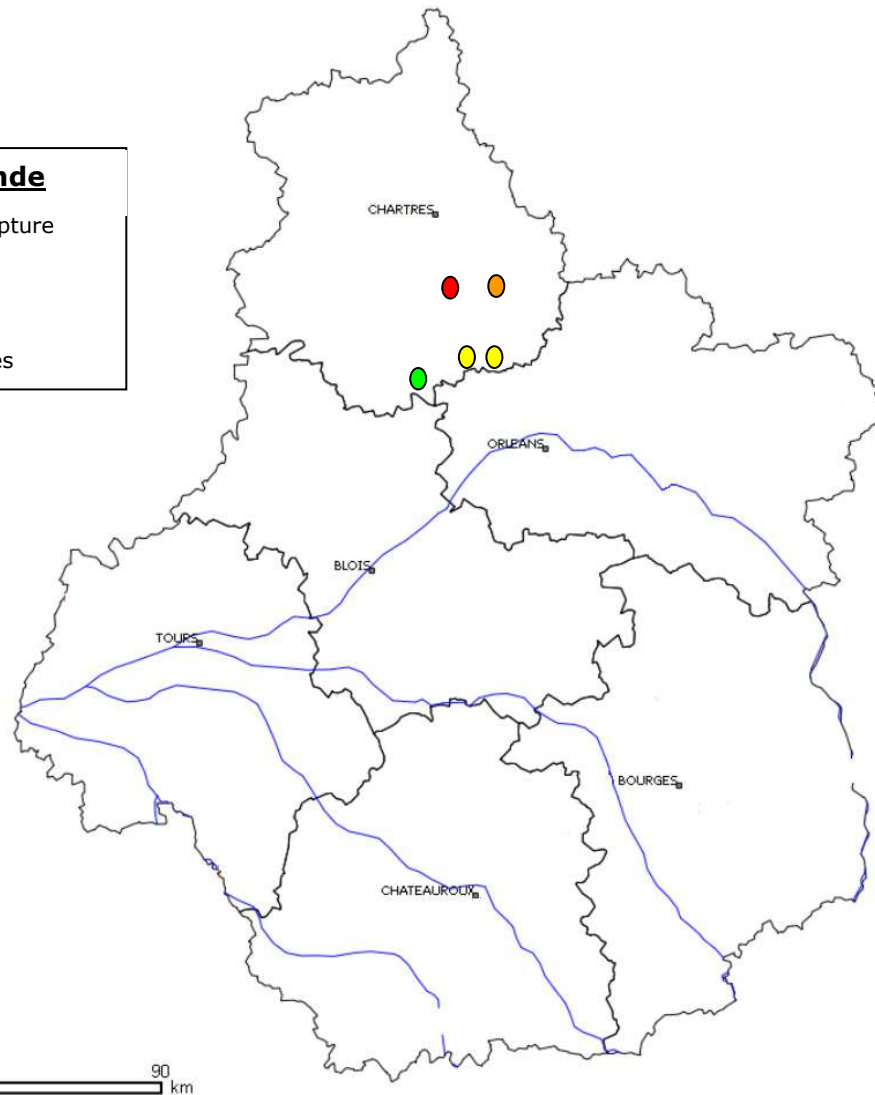 nde
pture
es
CHARTRES
ORLEANS
BLOIS
TOURS
BOURGES
CHATEAUROUX
90
km